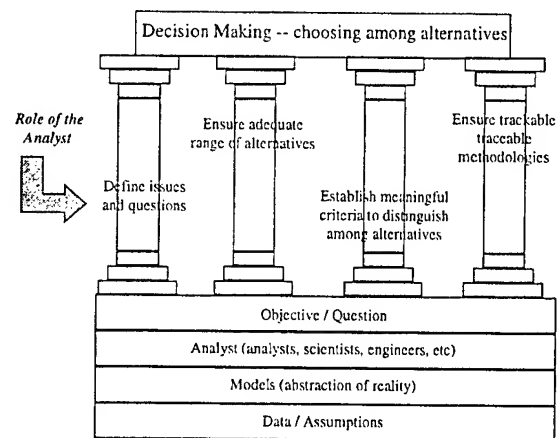 Decision Making -- choosing among alternatives
Role of the
Analyst
Define issues
and questions
Ensure adequate
range of alternatives
Establish meaningful
criteria to distinguish
among alternatives
Ensure trackable
traceable
methodologies
Objective / Question
Analyst (analysts, scientists, engineers, etc)
Models (abstraction of reality)
Data / Assumptions